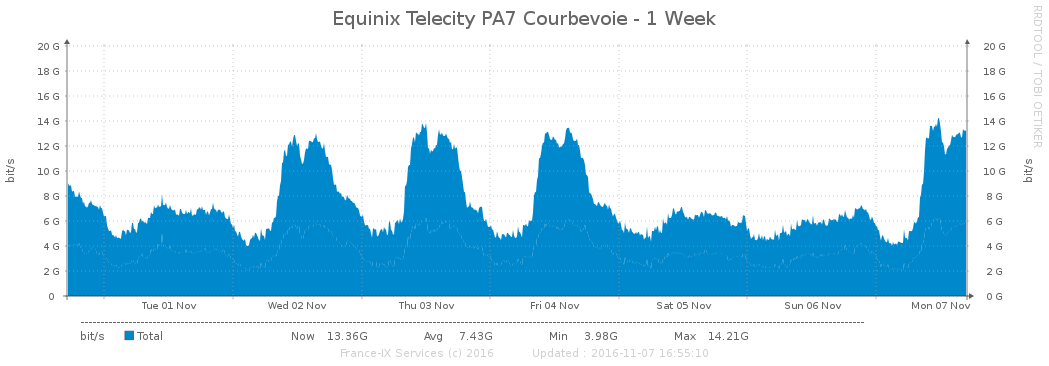 Equinix Telecity PA7 Courbevoie - 1 Week
RRDTOOL / TOBI OETIKER
20 G 20 G
18 G 18 G
16 G 16 G
14 G 14 G
12 G 12 G
10 G 10 G
8 G 8 G
6 G 6 G
4 G 4 G
2 G 2 G
0 0 G
bit/s bit/s
Tue 01 Nov Wed 02 Nov Thu 03 Nov Fri 04 Nov Sat 05 Nov Sun 06 Nov Mon 07 Nov
bit/s Total Now 13.36G Avg 7.43G Min 3.98G Max 14.21G
France-IX Services (c) 2016 Updated : 2016-11-07 16:55:10